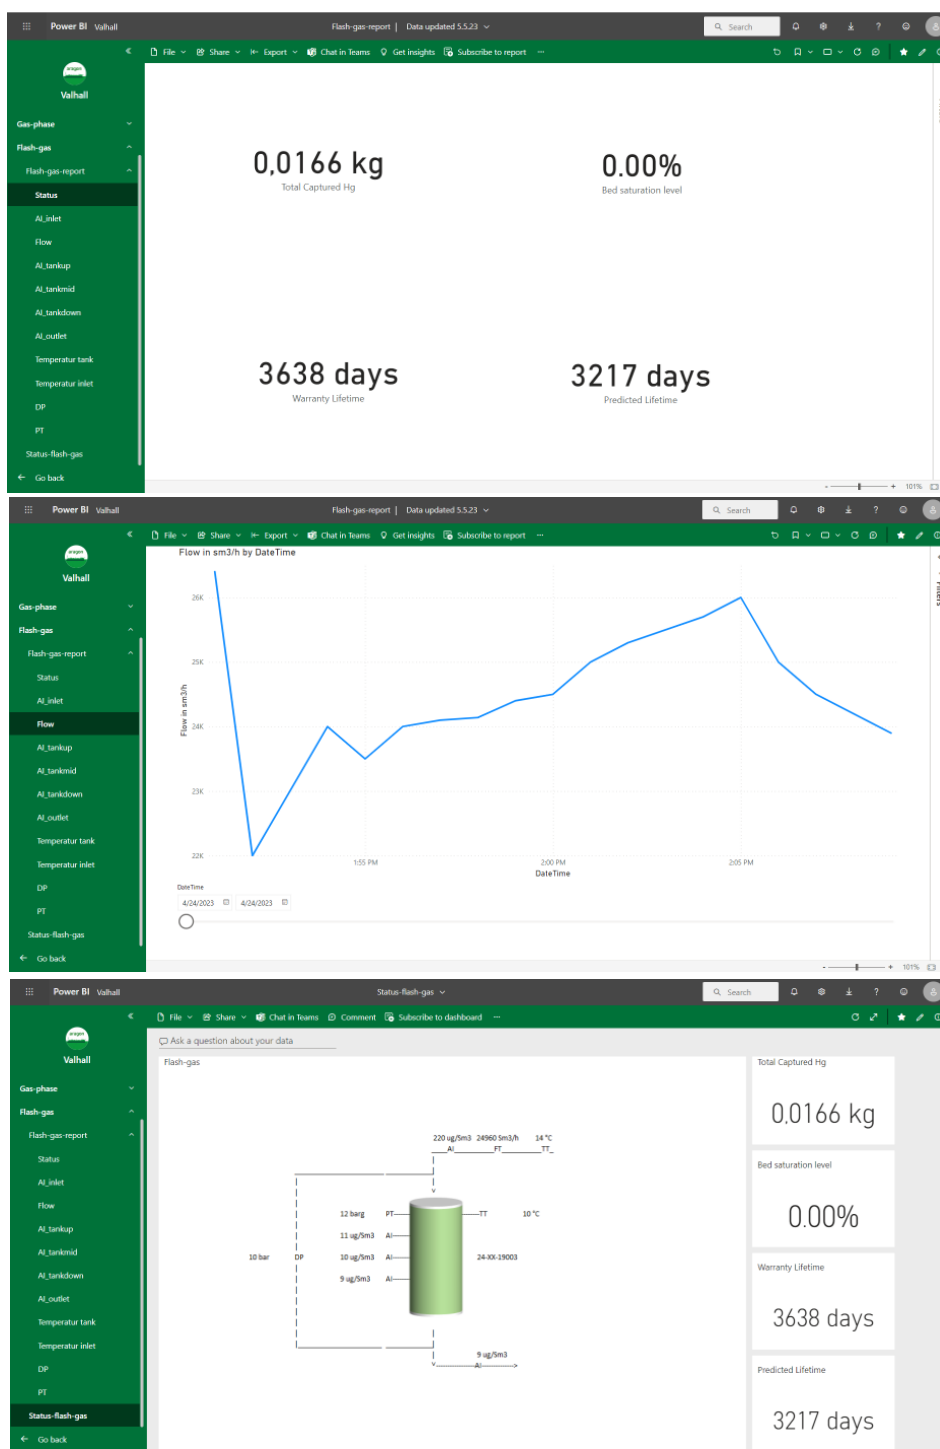 Power BI Valhall
Flash-gas-report | Data updated 5.5.23
Search
?
File Share Export Chat in Teams Get insights Subscribe to report ...
aragon
Valhall
Gas-phase
Flash-gas
Flash-gas-report
Status
AI_inlet
Flow
AI_tankup
AI_tankmid
AI_tankdown
AI_outlet
Temperatur tank
Temperatur inlet
DP
PT
Status-flash-gas
Go back
0,0166 kg
Total Captured Hg
0.00%
Bed saturation level
3638 days
Warranty Lifetime
3217 days
Predicted Lifetime
- + 101%
Power BI Valhall
Flash-gas-report | Data updated 5.5.23
Search
?
File Share Export Chat in Teams Get insights Subscribe to report ...
aragon
Valhall
Gas-phase
Flash-gas
Flash-gas-report
Status
AI_inlet
Flow
AI_tankup
AI_tankmid
AI_tankdown
AI_outlet
Temperatur tank
Temperatur inlet
DP
PT
Status-flash-gas
Go back
Flow in sm3/h by DateTime
Flow in sm3/h
26K
25K
24K
23K
22K
1:55 PM 2:00 PM 2:05 PM
DateTime
DateTime
4/24/2023 4/24/2023
Filters
- + 101%
Power BI Valhall
Status-flash-gas
Search
?
File Share Chat in Teams Comment Subscribe to dashboard ...
aragon
Valhall
Gas-phase
Flash-gas
Flash-gas-report
Status
AI_inlet
Flow
AI_tankup
AI_tankmid
AI_tankdown
AI_outlet
Temperatur tank
Temperatur inlet
DP
PT
Status-flash-gas
Go back
Ask a question about your data
Flash-gas
220 ug/Sm3 24960 Sm3/h 14 °C
AI FT TT
12 barg PT TT 10 °C
11 ug/Sm3 AI
10 bar DP 10 ug/Sm3 AI 24-XX-19003
9 ug/Sm3 AI
9 ug/Sm3
AI
Total Captured Hg
0,0166 kg
Bed saturation level
0.00%
Warranty Lifetime
3638 days
Predicted Lifetime
3217 days